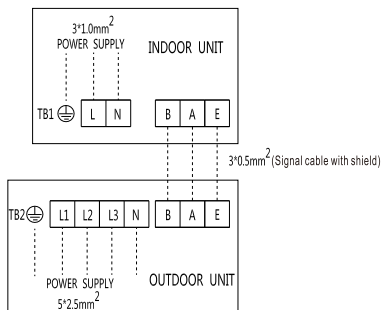 3*1.0mm2
POWER SUPPLY
INDOOR UNIT
TB1 L N B A E
3*0.5mm2(Signal cable with shield)
TB2 L1 L2 L3 N B A E
POWER SUPPLY
5*2.5mm2
OUTDOOR UNIT